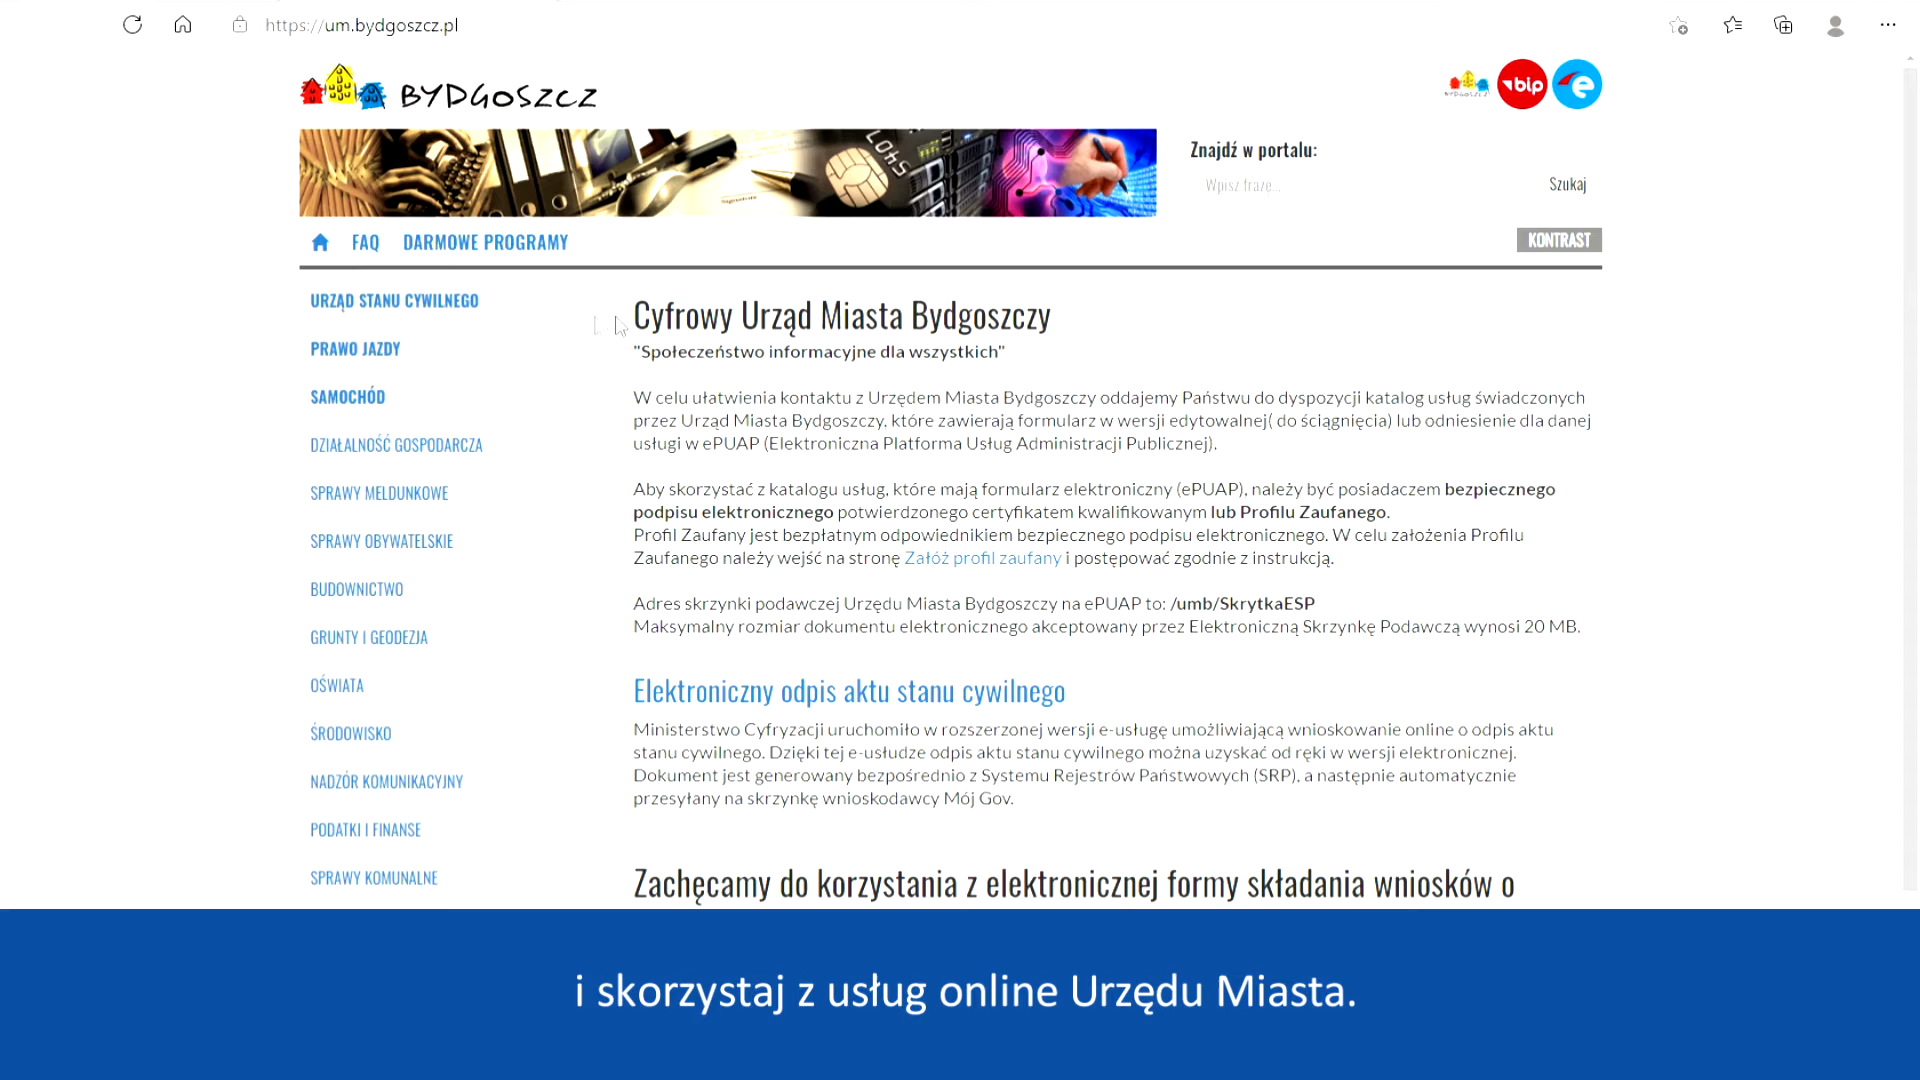 https://um.bydgoszcz.pl
BYDGOSZCZ
bip
Znajdź w portalu:
Wpisz frazę...
Szukaj
FAQ
DARMOWE PROGRAMY
KONTRAST
URZĄD STANU CYWILNEGO
PRAWO JAZDY
SAMOCHÓD
DZIAŁALNOŚĆ GOSPODARCZA
SPRAWY MELDUNKOWE
SPRAWY OBYWATELSKIE
BUDOWNICTWO
GRUNTY I GEODEZJA
OŚWIATA
ŚRODOWISKO
NADZÓR KOMUNIKACYJNY
PODATKI I FINANSE
SPRAWY KOMUNALNE
Cyfrowy Urząd Miasta Bydgoszczy
"Społeczeństwo informacyjne dla wszystkich"
W celu ułatwienia kontaktu z Urzędem Miasta Bydgoszczy oddajemy Państwu do dyspozycji katalog usług świadczonych
przez Urząd Miasta Bydgoszczy, które zawierają formularz w wersji edytowalnej( do ściągnięcia) lub odniesienie dla danej
usługi w ePUAP (Elektroniczna Platforma Usług Administracji Publicznej).
Aby skorzystać z katalogu usług, które mają formularz elektroniczny (ePUAP), należy być posiadaczem bezpiecznego
podpisu elektronicznego potwierdzonego certyfikatem kwalifikowanym lub Profilu Zaufanego.
Profil Zaufany jest bezpłatnym odpowiednikiem bezpiecznego podpisu elektronicznego. W celu założenia Profilu
Zaufanego należy wejść na stronę Załóż profil zaufany i postępować zgodnie z instrukcją.
Adres skrzynki podawczej Urzędu Miasta Bydgoszczy na ePUAP to: /umb/SkrytkaESP
Maksymalny rozmiar dokumentu elektronicznego akceptowany przez Elektroniczną Skrzynkę Podawczą wynosi 20 MB.
Elektroniczny odpis aktu stanu cywilnego
Ministerstwo Cyfryzacji uruchomiło w rozszerzonej wersji e-usługę umożliwiającą wnioskowanie online o odpis aktu
stanu cywilnego. Dzięki tej e-usłudze odpis aktu stanu cywilnego można uzyskać od ręki w wersji elektronicznej.
Dokument jest generowany bezpośrednio z Systemu Rejestrów Państwowych (SRP), a następnie automatycznie
przesyłany na skrzynkę wnioskodawcy Mój Gov.
Zachęcamy do korzystania z elektronicznej formy składania wniosków o
i skorzystaj z usług online Urzędu Miasta.